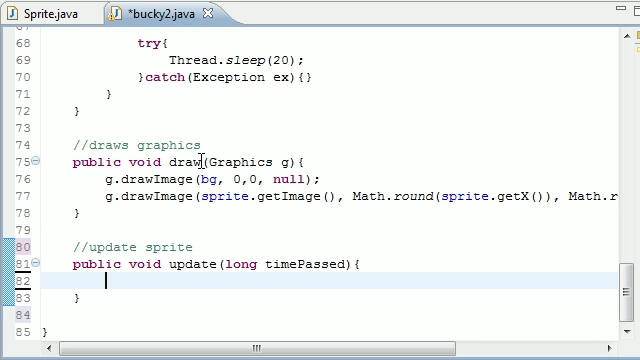 Sprite.java
*bucky2.java
68 try{
69 Thread.sleep(20);
70 }catch(Exception ex){}
71 }
72 }
73
74 //draws graphics
75 public void draw(Graphics g){
76 g.drawImage(bg, 0,0, null);
77 g.drawImage(sprite.getImage(), Math.round(sprite.getX()), Math.r
78 }
79
80 //update sprite
81 public void update(long timePassed){
82
83 }
84
85 }